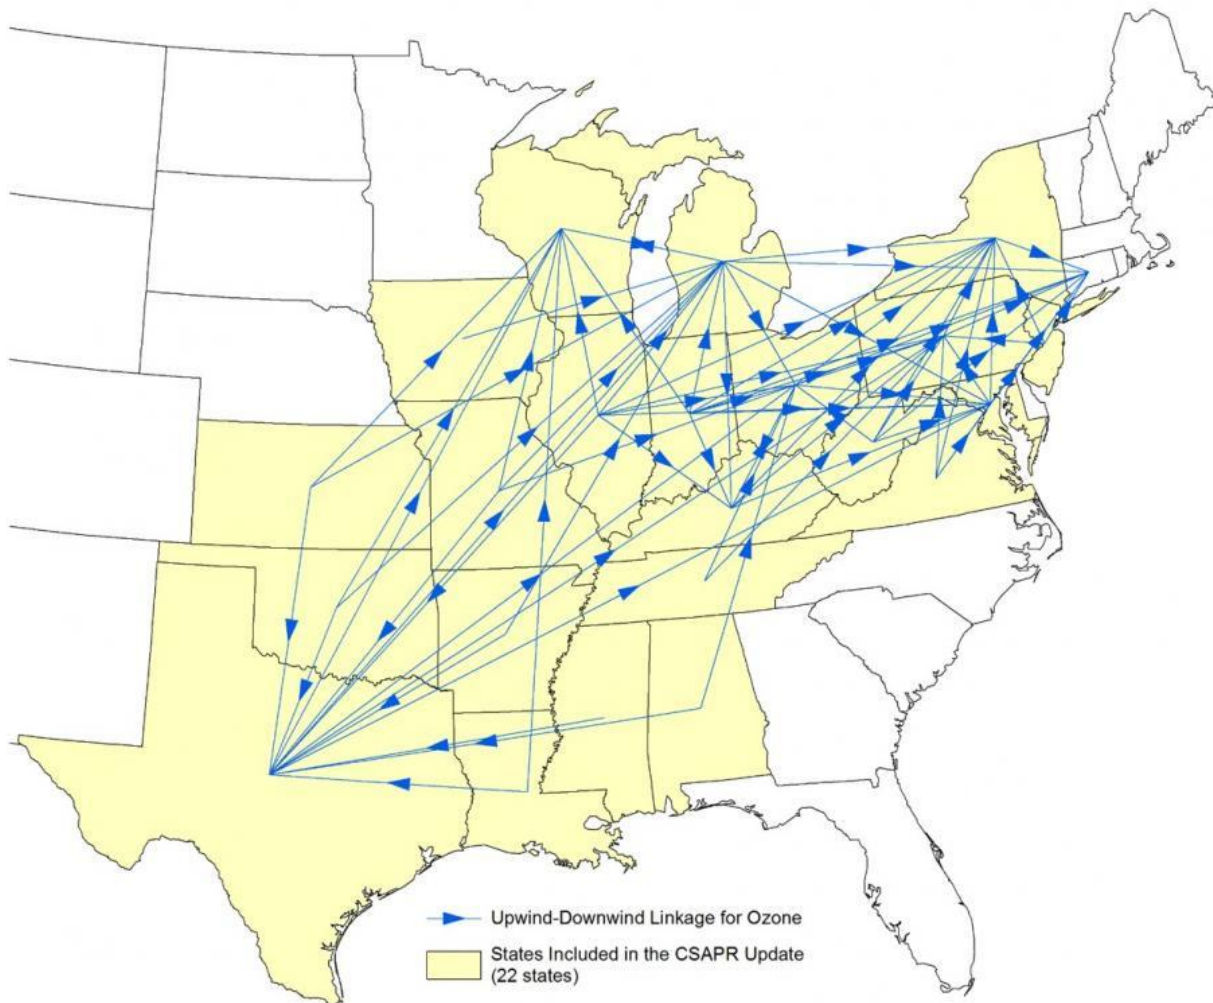 Upwind-Downwind Linkage for Ozone
States Included in the CSAPR Update
(22 states)